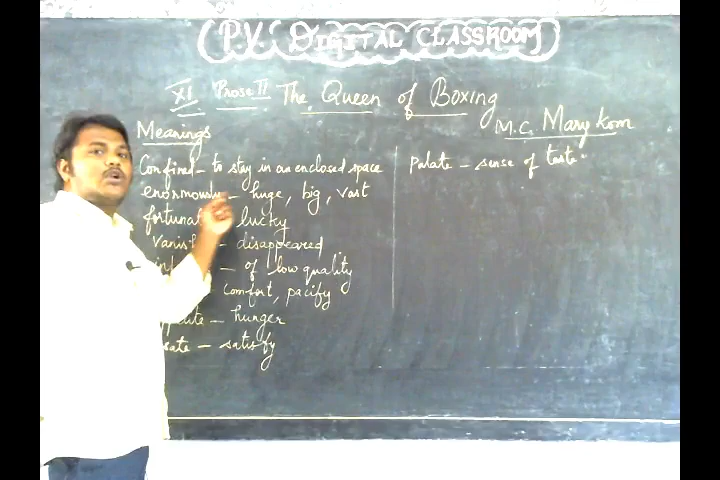 P.V. DIGITAL CLASSROOM
XI Prose II The Queen of Boxing
M.C. Mary Kom
Meanings
Confined - to stay in an enclosed space
enormously - huge, big, vast
lucky
- disappeared
- of low quality
comfort, pacify
- hunger
- satisfy
palate - sense of taste